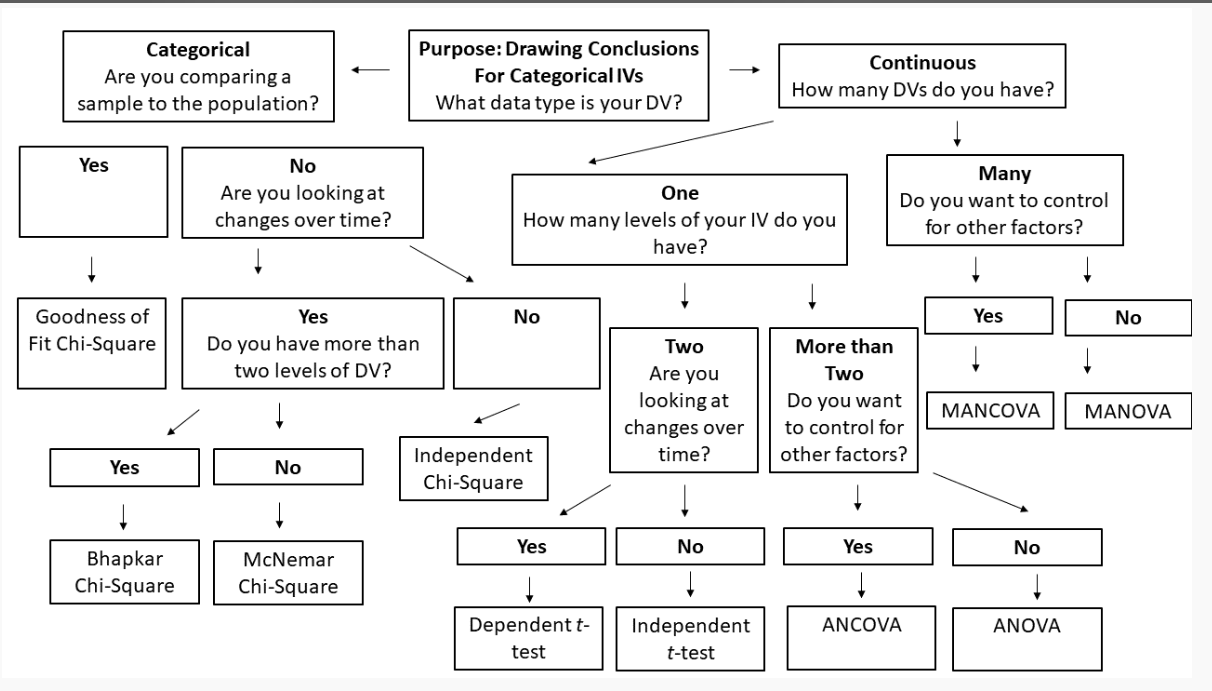 Categorical
Are you comparing a
sample to the population?
Purpose: Drawing Conclusions
For Categorical IVs
What data type is your DV?
Continuous
How many DVs do you have?
Yes
No
Are you looking at
changes over time?
One
How many levels of your IV do you
have?
Many
Do you want to control
for other factors?
Goodness of
Fit Chi-Square
Yes
Do you have more than
two levels of DV?
No
Two
Are you
looking at
changes over
time?
More than
Two
Do you want
to control for
other factors?
Yes
No
MANCOVA
MANOVA
Yes
No
Independent
Chi-Square
Bhapkar
Chi-Square
McNemar
Chi-Square
Yes
No
Yes
No
Dependent t-
test
Independent
t-test
ANCOVA
ANOVA